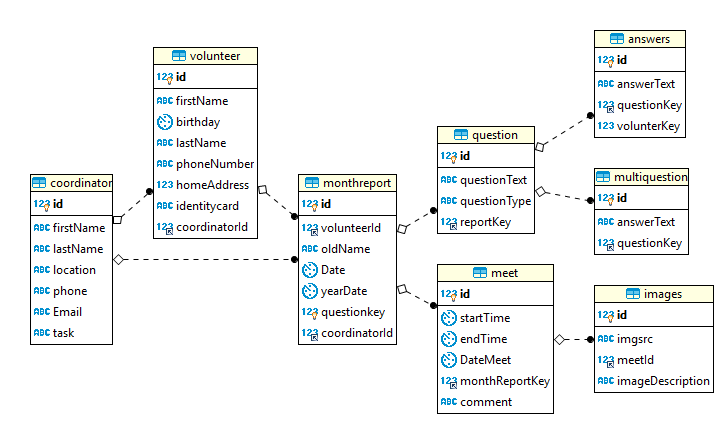 volunteer
123 id
ABC firstName
birthday
ABC lastName
ABC phoneNumber
123 homeAddress
ABC identitycard
123 coordinatorId
coordinator
123 id
ABC firstName
ABC lastName
ABC location
ABC phone
ABC Email
ABC task
monthreport
123 id
123 volunteerId
ABC oldName
Date
yearDate
123 questionkey
123 coordinatorId
question
123 id
ABC questionText
ABC questionType
123 reportKey
meet
123 id
startTime
endTime
DateMeet
123 monthReportKey
ABC comment
answers
123 id
ABC answerText
123 questionKey
123 volunterKey
multiquestion
123 id
ABC answerText
123 questionKey
images
123 id
ABC imgsrc
123 meetId
ABC imageDescription